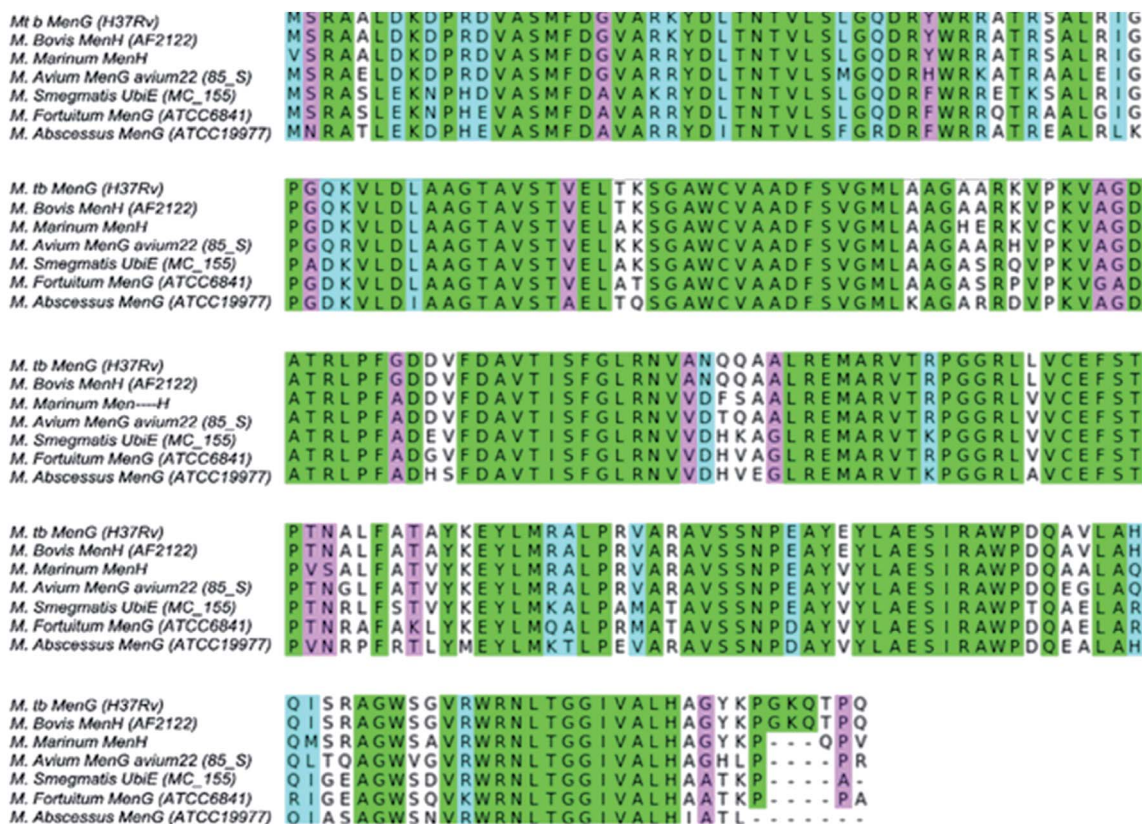 Mt b MenG (H37Rv) MSRAALDKDPRDVASMFDGVARKYDLTNTVLSLGQDRYWRRATRSALRIG
M. Bovis MenH (AF2122) MSRAALDKDPRDVASMFDGVARKYDLTNTVLSLGQDRYWRRATRSALRIG
M. Marinum MenH VSRAALDKDPRDVASMFDGVARRYDLTNTVLSLGQDRYWRRATRSALRIG
M. Avium MenG avium22 (85_S) MSRAELDKDPRDVASMFDGVARRYDLTNTVLSMGQDRHWRKATRAALEIG
M. Smegmatis UbiE (MC_155) MSRASLEKNPHDVASMFDAVAKRYDLTNTVLSLGQDRFWRRETKSALRIG
M. Fortuitum MenG (ATCC6841) MSRASLEKNPHEVASMFDAVARRYDLTNTVLSLGQDRFWRRQTRAALGIG
M. Abscessus MenG (ATCC19977) MNRATLEKDPHEVASMFDAVARRYDITNTVLSFGRDRFWRRATREALRLK
M. tb MenG (H37Rv) PGQKVLDLAAGTAVSTVELTKSGAWCVAADFSVGMLAAGAARKVPKVAGD
M. Bovis MenH (AF2122) PGQKVLDLAAGTAVSTVELTKSGAWCVAADFSVGMLAAGAARKVPKVAGD
M. Marinum MenH PGDKVLDLAAGTAVSTVELAKSGAWCVAADFSVGMLAAGHERKVCKVAGD
M. Avium MenG avium22 (85_S) PGQRVLDLAAGTAVSTVELKKSGAWCVAADFSVGMLAAGAARHVPKVAGD
M. Smegmatis UbiE (MC_155) PADKVLDLAAGTAVSTVELAKSGAWCVAADFSVGMLAAGASRQVPKVAGD
M. Fortuitum MenG (ATCC6841) PGDKVLDLAAGTAVSTVELATSGAWCVAADFSVGMLAAGASRPVPKVGAD
M. Abscessus MenG (ATCC19977) PGDKVLDIAAGTAVSTAELTQSGAWCVAADFSVGMLKAGARRDVPKVAGD
M. tb MenG (H37Rv) ATRLPFGDDVFDAVTISFGLRNVANQQAALREMARVTRPGGRLLVCEFST
M. Bovis MenH (AF2122) ATRLPFGDDVFDAVTISFGLRNVANQQAALREMARVTRPGGRLLVCEFST
M. Marinum Men----H ATRLPFADDVFDAVTISFGLRNVVDFSAALREMARVTRPGGRLVVCEFST
M. Avium MenG avium22 (85_S) ATRLPFADDVFDAVTISFGLRNVVDTQAALREMARVTRPGGRLVVCEFST
M. Smegmatis UbiE (MC_155) ATRLPFADEVFDAVTISFGLRNVVDHKAGLREMARVTKPGGRLVVCEFST
M. Fortuitum MenG (ATCC6841) ATRLPFADGVFDAVTISFGLRNVVDHKAGLREMARVTRPGGRLVVCEFST
M. Abscessus MenG (ATCC19977) ATRLPFADHSFDAVTISFGLRNVVDHVEGLREMARVTKPGGRLAVCEFST
M. tb MenG (H37Rv) PTNALFATAYKEYLMRALPRVARAVSSNPEAYEYLAESIRAWPDQAVLAH
M. Bovis MenH (AF2122) PTNALFATAYKEYLMRALPRVARAVSSNPEAYEYLAESIRAWPDQAVLAH
M. Marinum MenH PVSALFATVYKEYLMRALPRVARAVSSNPEAYVYLAESIRAWPDQAALAQ
M. Avium MenG avium22 (85_S) PTNGLFATVYKEYLMRALPRVARAVSSNPEAYVYLAESIRAWPDQEGLAQ
M. Smegmatis UbiE (MC_155) PTNRLFSTVYKEYLMKALPAMATAVSSNPEAYVYLAESIRAWPTQAELAR
M. Fortuitum MenG (ATCC6841) PTNRAFAKLYKEYLMQALPRMATAVSSNPDAYVYLAESIRAWPDQAELAR
M. Abscessus MenG (ATCC19977) PVNRPFRTLYMEYLMKTLPEVARAVSSNPDAYVYLAESIRAWPDQEALAH
M. tb MenG (H37Rv) QISRAGWSGVRWRNLTGGIVALHAGYKPGKQTPQ
M. Bovis MenH (AF2122) QISRAGWSGVRWRNLTGGIVALHAGYKPGKQTPQ
M. Marinum MenH QMSRAGWSAVRWRNLTGGIVALHAGYKP---QPV
M. Avium MenG avium22 (85_S) QLTQAGWVGVRWRNLTGGIVALHAGHLP----PR
M. Smegmatis UbiE (MC_155) QIGEAGWSDVRWRNLTGGIVALHAATKP----A-
M. Fortuitum MenG (ATCC6841) RIGEAGWSQVKWRNLTGGIVALHAATKP----PA
M. Abscessus MenG (ATCC19977) QIASAGWSNVRWRNLTGGIVALHIATL-------